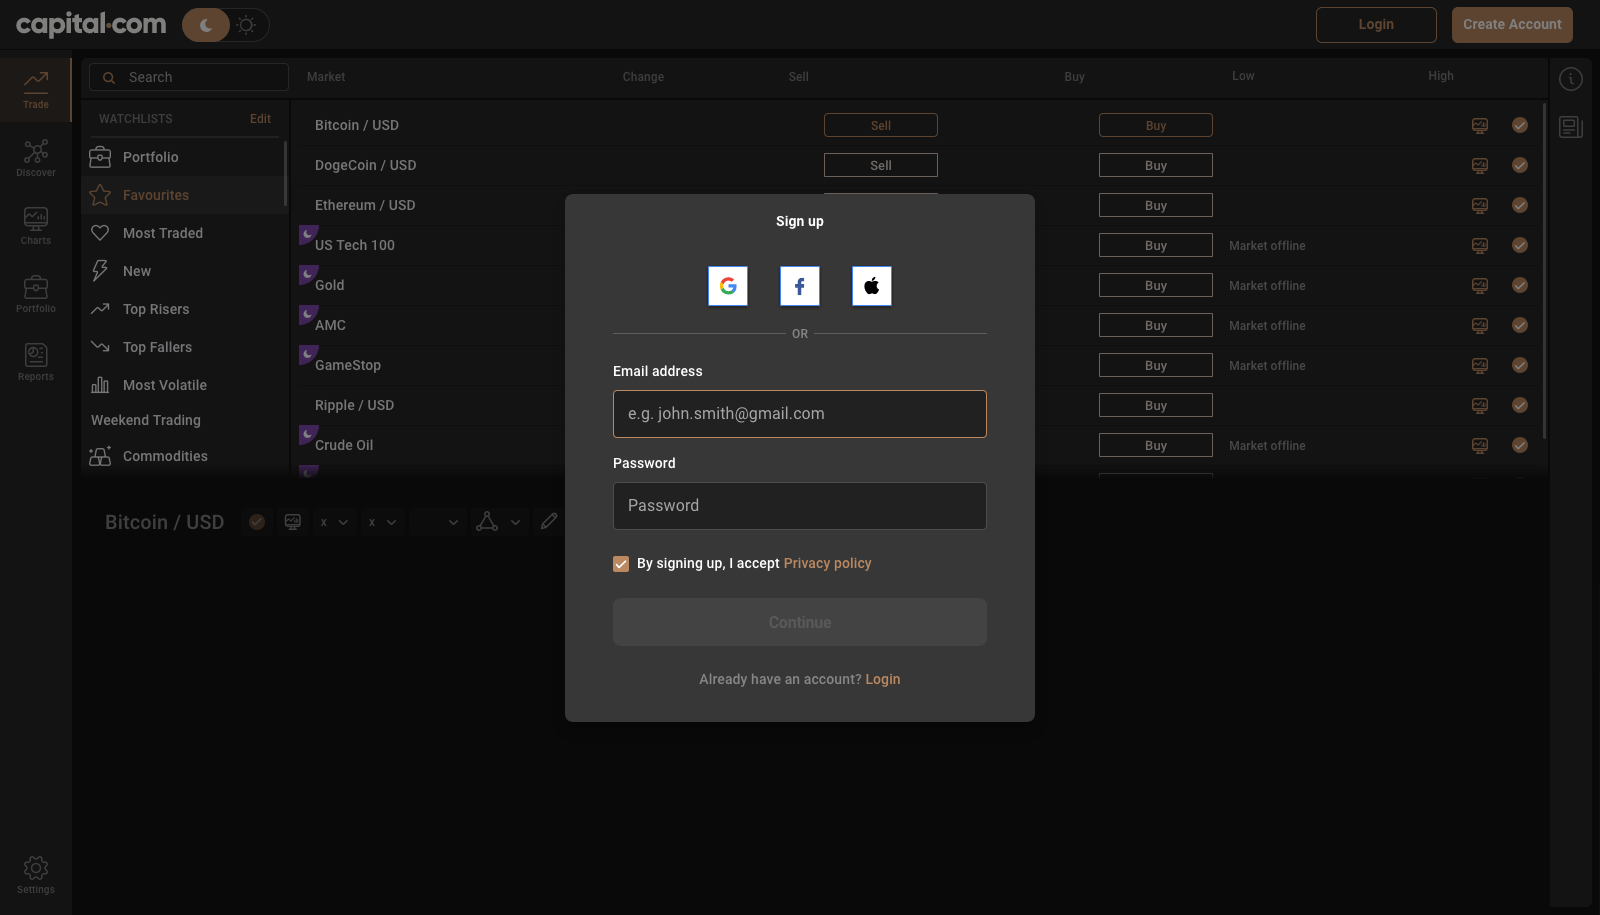 capital.com
Login
Create Account
Trade
Discover
Charts
Portfolio
Reports
Settings
Search
WATCHLISTS Edit
Portfolio
Favourites
Most Traded
New
Top Risers
Top Fallers
Most Volatile
Weekend Trading
Commodities
Market Change Sell Buy Low High
Bitcoin / USD Sell Buy
DogeCoin / USD Sell Buy
Ethereum / USD Buy
US Tech 100 Buy Market offline
Gold Buy Market offline
AMC Buy Market offline
GameStop Buy Market offline
Ripple / USD Buy
Crude Oil Buy Market offline
Bitcoin / USD x x
Sign up
OR
Email address
e.g. john.smith@gmail.com
Password
Password
By signing up, I accept Privacy policy
Continue
Already have an account? Login